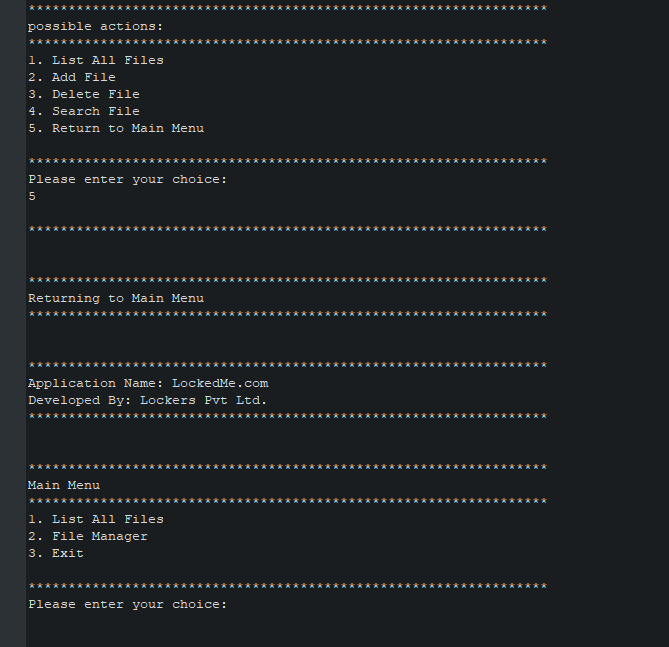 *****************************************************************
possible actions:
*****************************************************************
1. List All Files
2. Add File
3. Delete File
4. Search File
5. Return to Main Menu
*****************************************************************
Please enter your choice:
5
*****************************************************************
*****************************************************************
Returning to Main Menu
*****************************************************************
*****************************************************************
Application Name: LockedMe.com
Developed By: Lockers Pvt Ltd.
*****************************************************************
*****************************************************************
Main Menu
*****************************************************************
1. List All Files
2. File Manager
3. Exit
*****************************************************************
Please enter your choice: